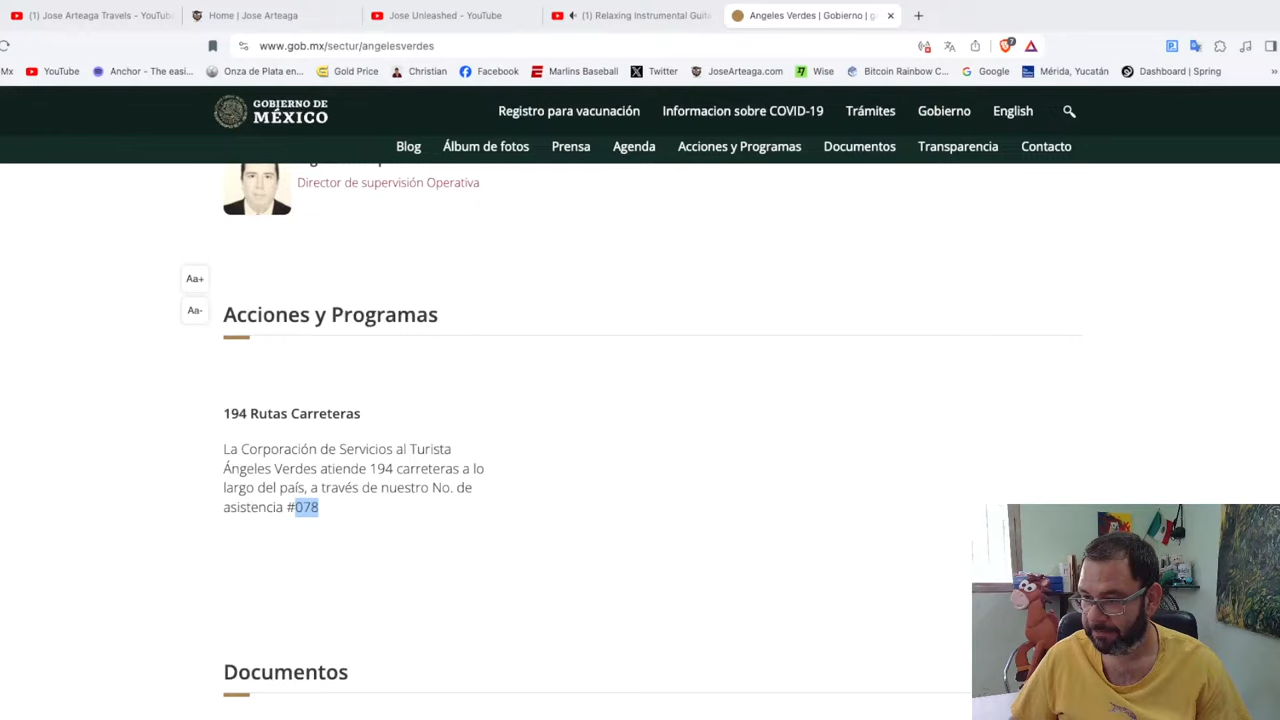 (1) Jose Arteaga Travels - YouTub
Home | Jose Arteaga
Jose Unleashed - YouTube
(1) Relaxing Instrumental Guita
Angeles Verdes | Gobierno | g
www.gob.mx/sectur/angelesverdes
7
Mx
YouTube
Anchor - The easi...
Onza de Plata en...
Gold Price
Christian
Facebook
Marlins Baseball
Twitter
JoseArteaga.com
Wise
Bitcoin Rainbow C...
Google
Mérida, Yucatán
Dashboard | Spring
»
GOBIERNO DE
MÉXICO
Registro para vacunación
Informacion sobre COVID-19
Trámites
Gobierno
English
Blog
Álbum de fotos
Prensa
Agenda
Acciones y Programas
Documentos
Transparencia
Contacto
Director de supervisión Operativa
Aa+
Aa-
Acciones y Programas
194 Rutas Carreteras
La Corporación de Servicios al Turista
Ángeles Verdes atiende 194 carreteras a lo
largo del país, a través de nuestro No. de
asistencia #078
Documentos